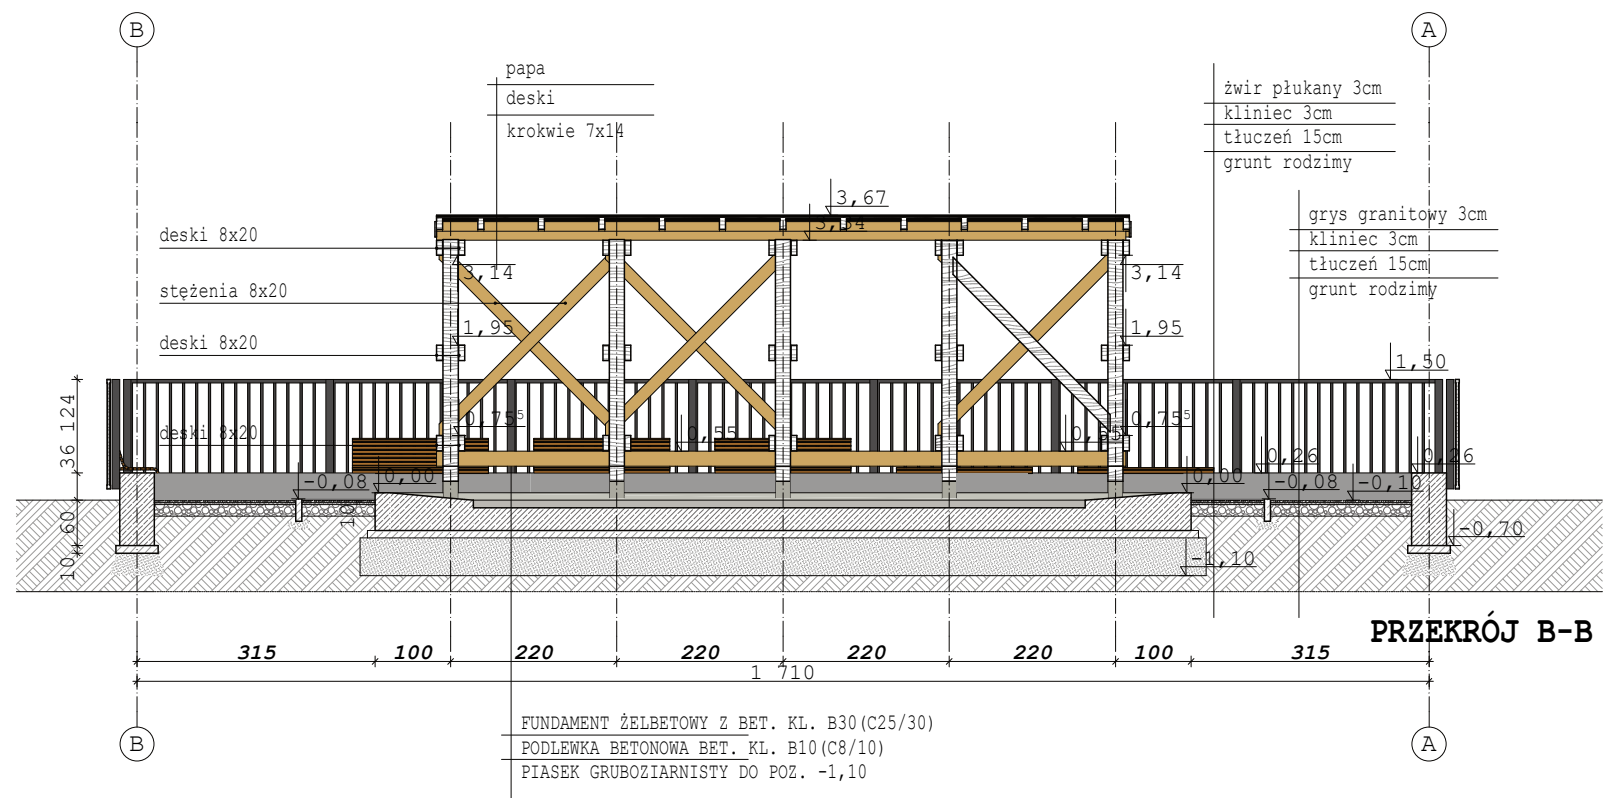 B
A
papa
deski
krokwie 7x14
żwir płukany 3cm
kliniec 3cm
tłuczeń 15cm
grunt rodzimy
grys granitowy 3cm
kliniec 3cm
tłuczeń 15cm
grunt rodzimy
3,67
deski 8x20
3,14
3,14
stężenia 8x20
1,95
1,95
deski 8x20
1,50
36 124
0,75⁵
0,75⁵
deski 8x20
0,55
0,26
0,26
-0,08
0,00
0,00
-0,08
-0,10
10
10 60
-0,70
-1,10
PRZEKRÓJ B-B
315 100 220 220 220 220 100 315
1 710
FUNDAMENT ŻELBETOWY Z BET. KL. B30(C25/30)
PODLEWKA BETONOWA BET. KL. B10(C8/10)
PIASEK GRUBOZIARNISTY DO POZ. -1,10
B
A